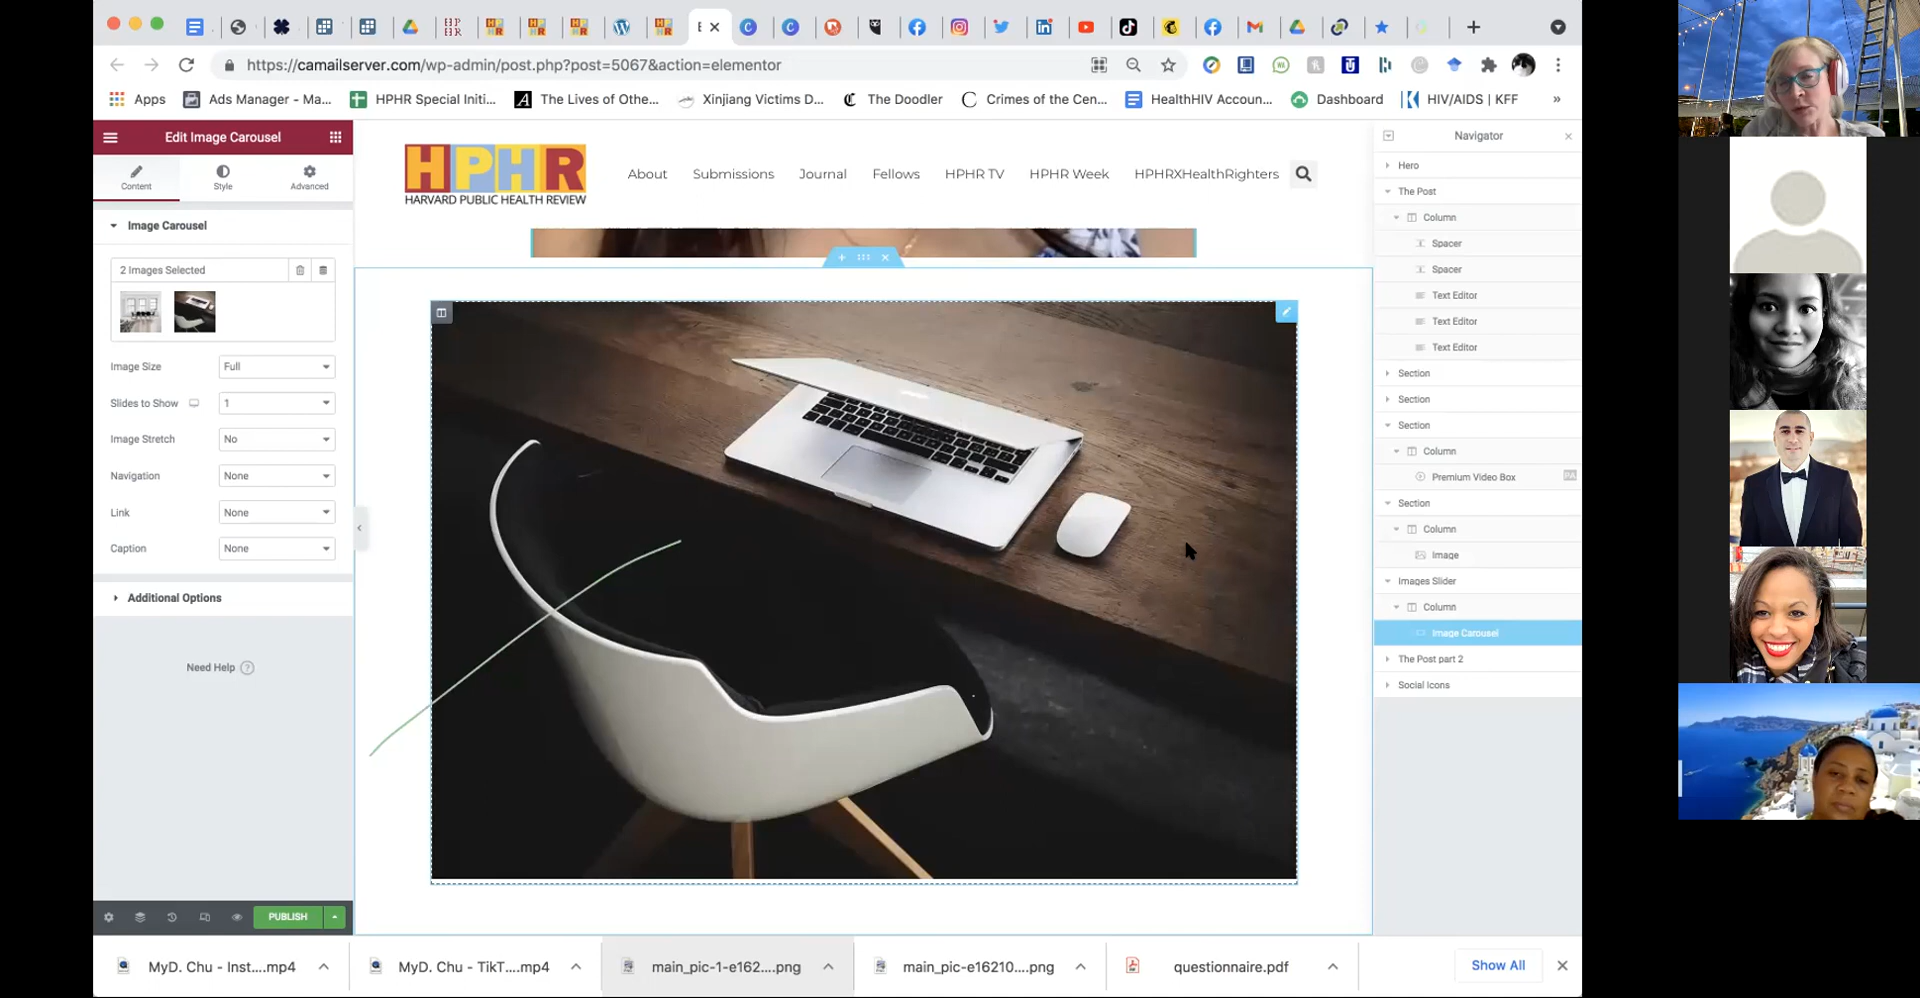 https://camailserver.com/wp-admin/post.php?post=5067&action=elementor
Apps Ads Manager - Ma... HPHR Special Initi... The Lives of Othe... Xinjiang Victims D... The Doodler Crimes of the Cen... HealthHIV Accoun... Dashboard HIV/AIDS | KFF »
Edit Image Carousel
Content Style Advanced
Image Carousel
2 Images Selected
Image Size Full
Slides to Show 1
Image Stretch No
Navigation None
Link None
Caption None
Additional Options
Need Help ?
PUBLISH
HPHR
HARVARD PUBLIC HEALTH REVIEW
About Submissions Journal Fellows HPHR TV HPHR Week HPHRXHealthRighters
Navigator
Hero
The Post
Column
Spacer
Spacer
Text Editor
Text Editor
Text Editor
Section
Section
Section
Column
Premium Video Box PA
Section
Column
Image
Images Slider
Column
Image Carousel
The Post part 2
Social Icons
MyD. Chu - Inst....mp4 MyD. Chu - TikT....mp4 main_pic-1-e162....png main_pic-e16210....png questionnaire.pdf Show All